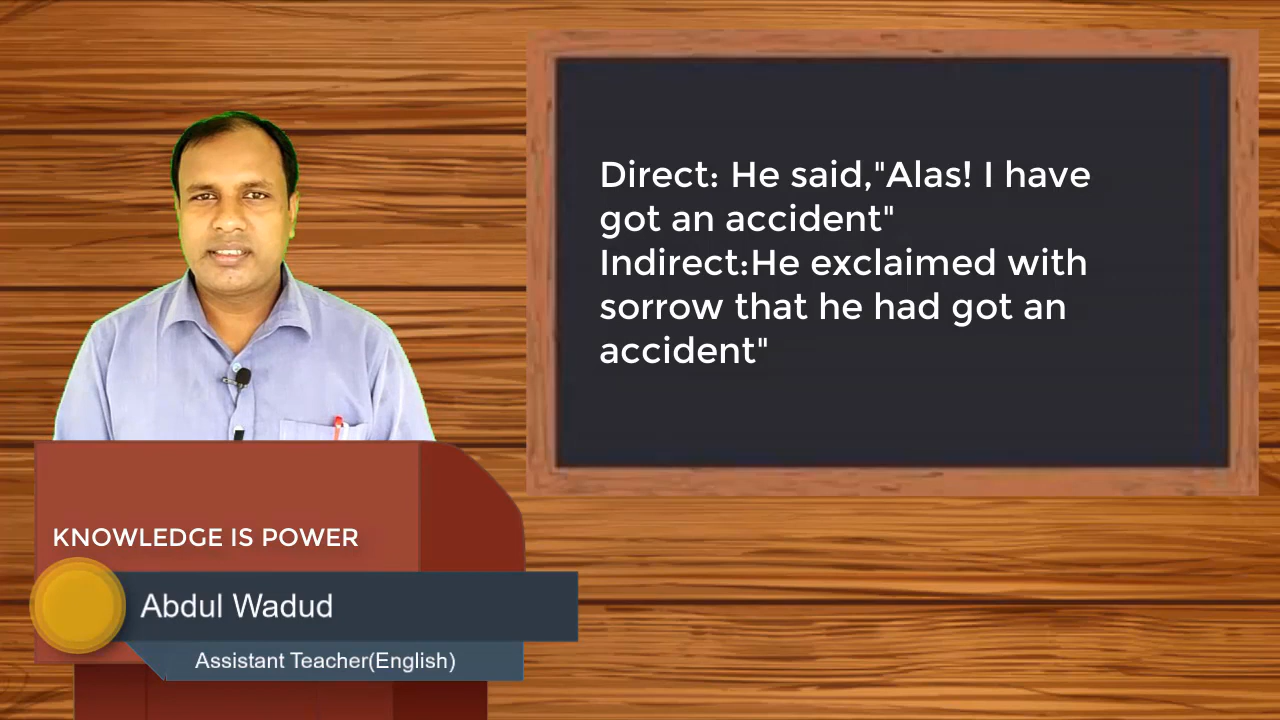 Direct: He said,"Alas! I have
got an accident"
Indirect:He exclaimed with
sorrow that he had got an
accident"
KNOWLEDGE IS POWER
Abdul Wadud
Assistant Teacher(English)